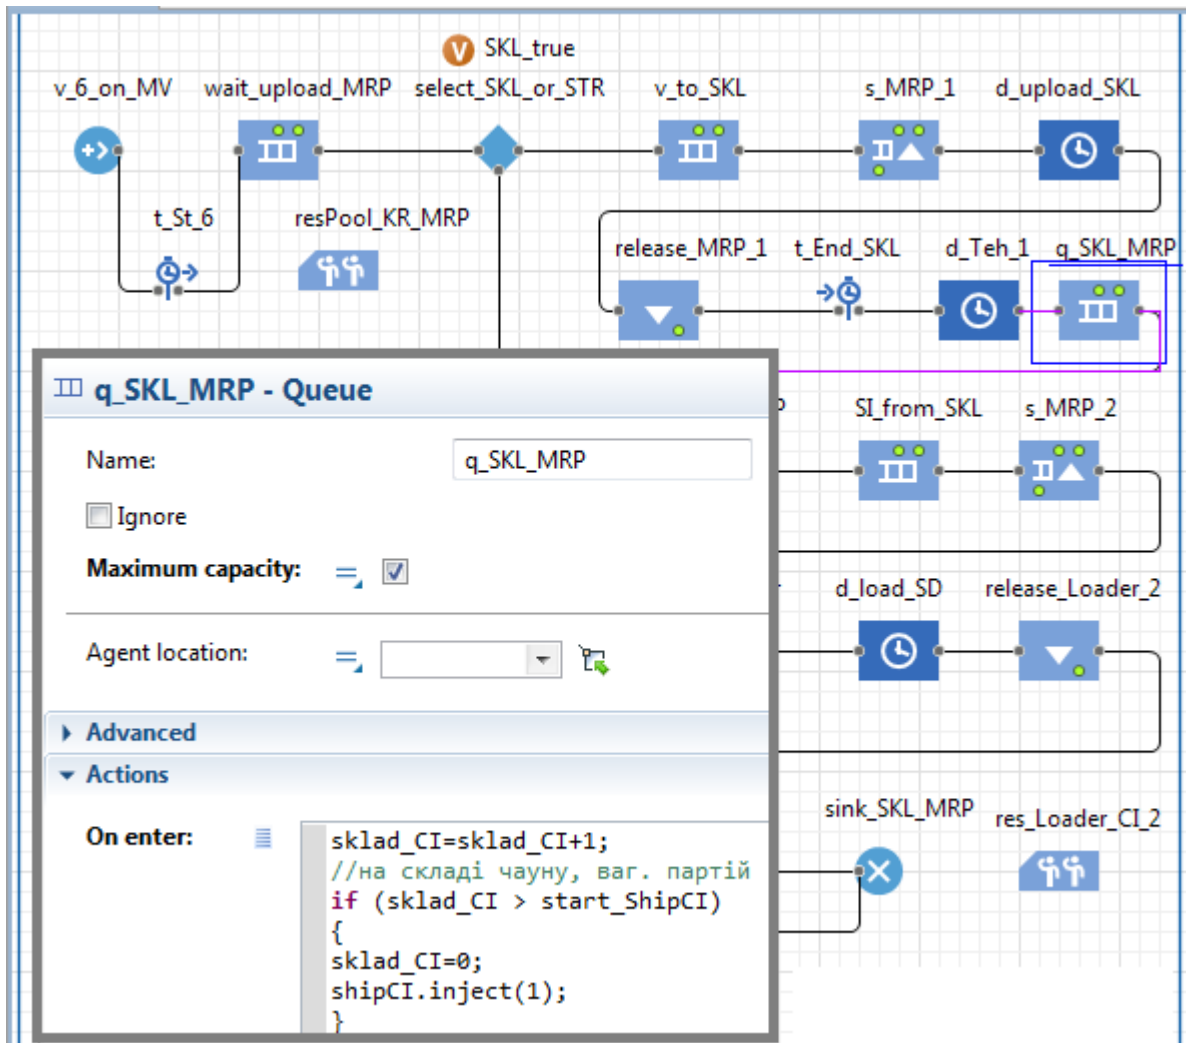 SKL_true
v_6_on_MV wait_upload_MRP select_SKL_or_STR v_to_SKL s_MRP_1 d_upload_SKL
t_St_6 resPool_KR_MRP
release_MRP_1 t_End_SKL d_Teh_1 q_SKL_MRP
SI_from_SKL s_MRP_2
d_load_SD release_Loader_2
sink_SKL_MRP res_Loader_CI_2
q_SKL_MRP - Queue
Name: q_SKL_MRP
Ignore
Maximum capacity:
Agent location:
Advanced
Actions
On enter:
sklad_CI=sklad_CI+1;
//на складі чауну, ваг. партій
if (sklad_CI > start_ShipCI)
{
sklad_CI=0;
shipCI.inject(1);
}